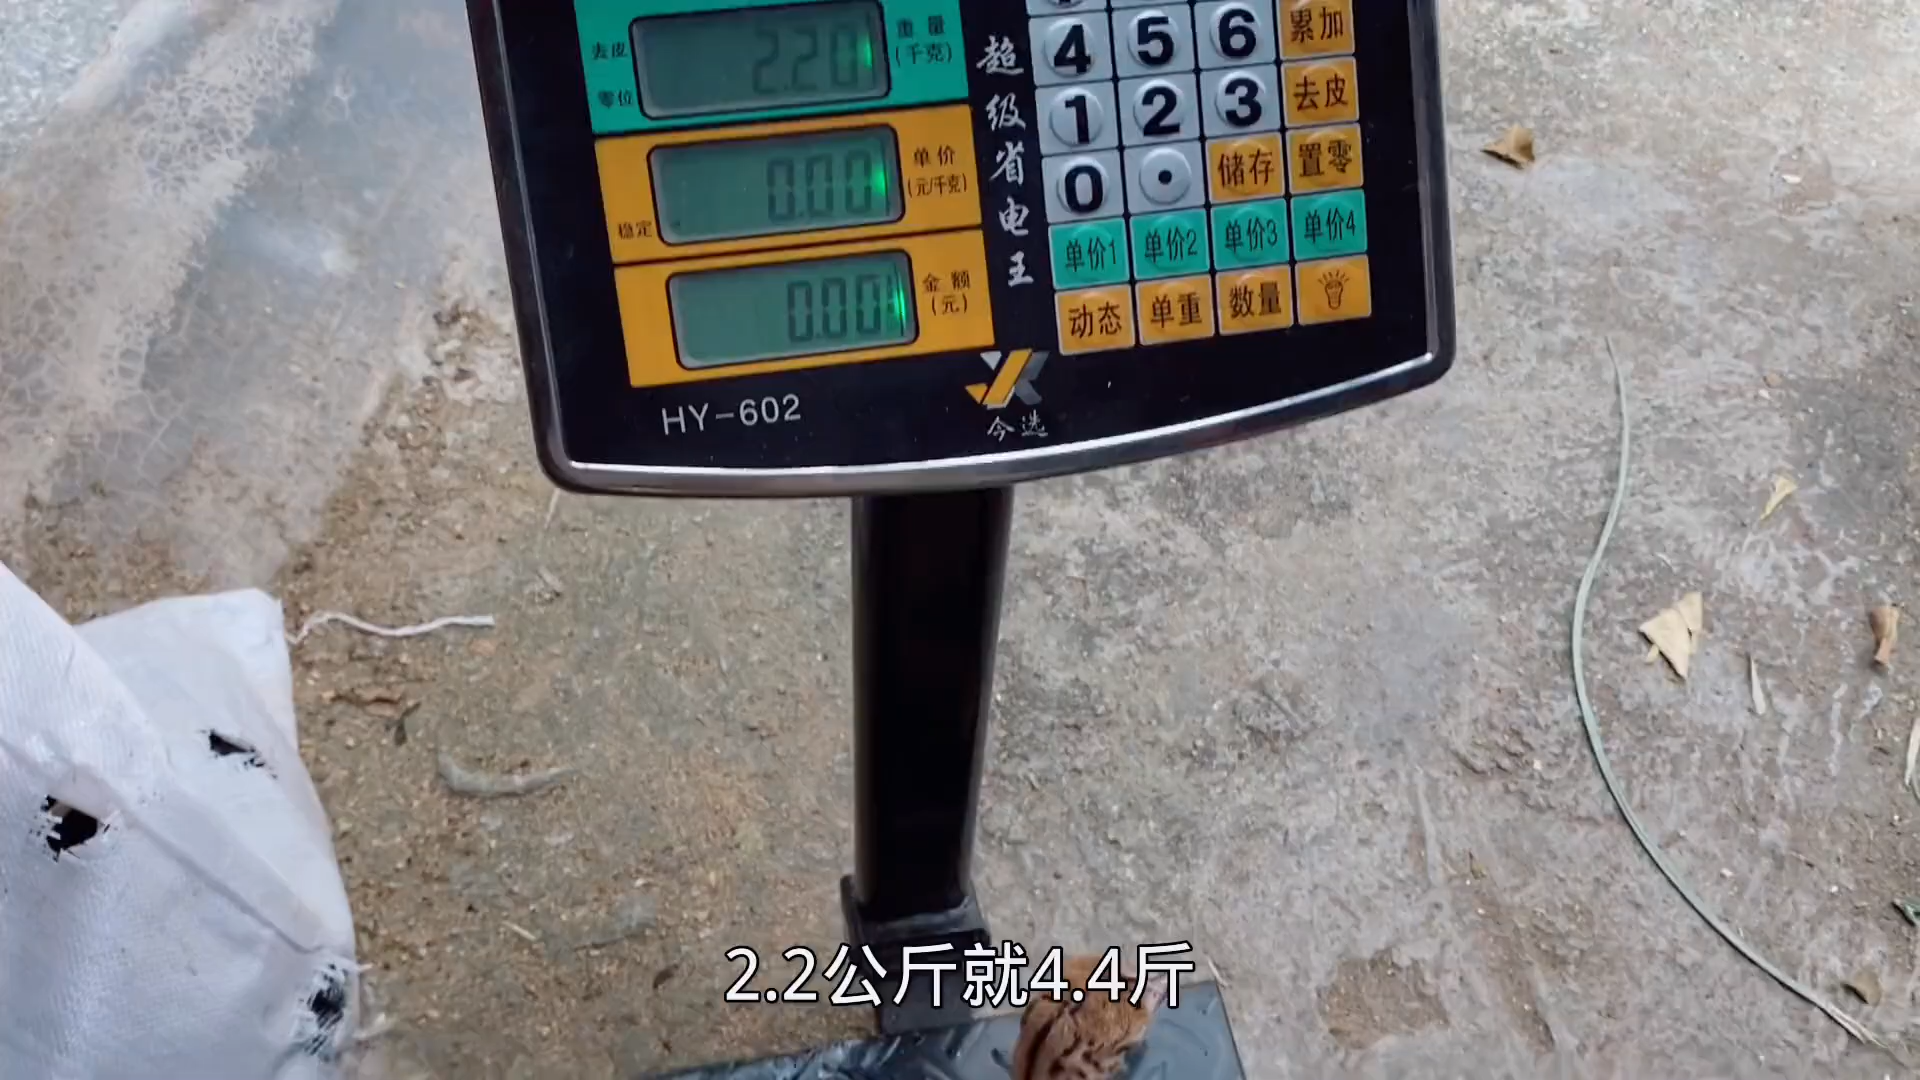 重量
(千克)
去皮
零位
2.20
单价
(元/千克)
稳定
0.00
金额
(元)
0.00
超级省电王
4 5 6 累加
1 2 3 去皮
0 . 储存 置零
单价1 单价2 单价3 单价4
动态 单重 数量
HY-602
今选
2.2公斤就4.4斤